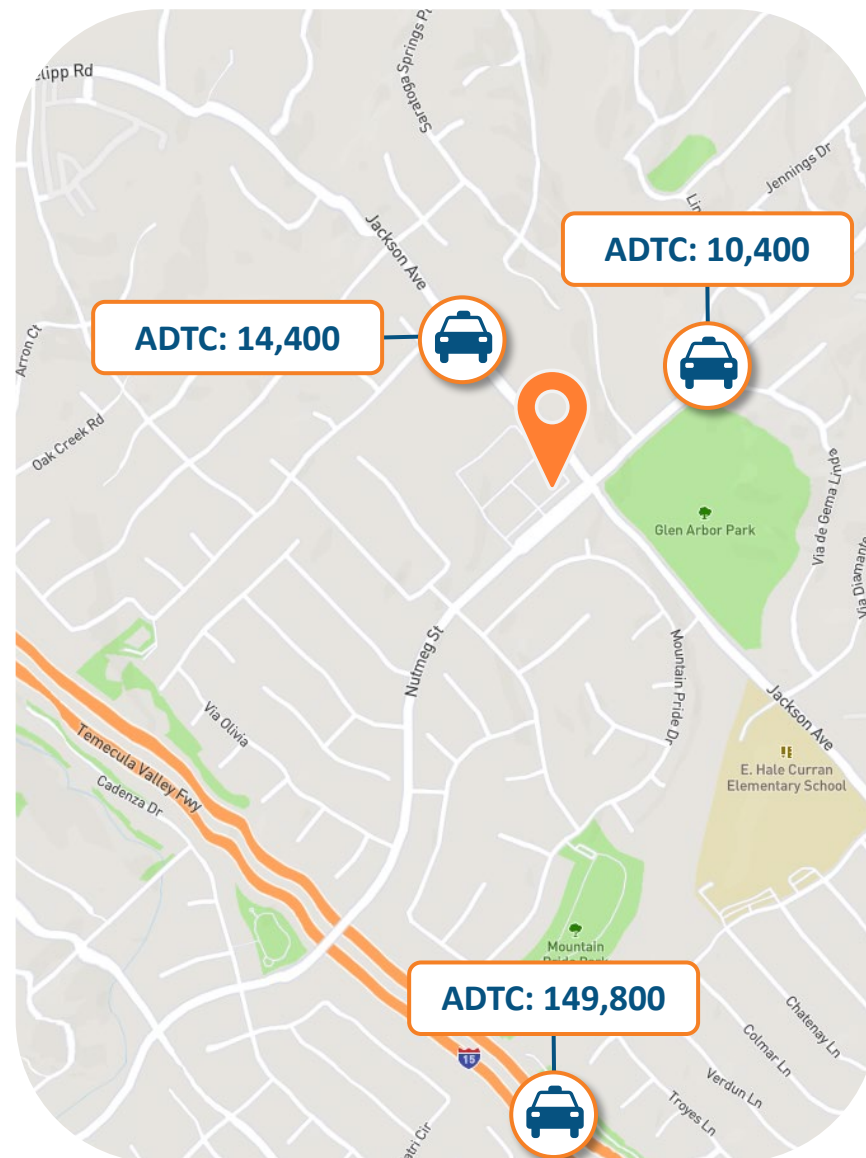 Saratoga Springs
Jennings Dr
Jackson Ave
ADTC: 10,400
ADTC: 14,400
Arron Ct
Oak Creek Rd
Via de Gema Linda
Glen Arbor Park
Via Diamante
Nutmeg St
Mountain Pride Dr
Jackson Ave
Via Olivia
Temecula Valley Fwy
E. Hale Curran
Elementary School
Cadenza Dr
Mountain
ADTC: 149,800
15
Chatenay Ln
Colmar Ln
Verdun Ln
Troyes Ln